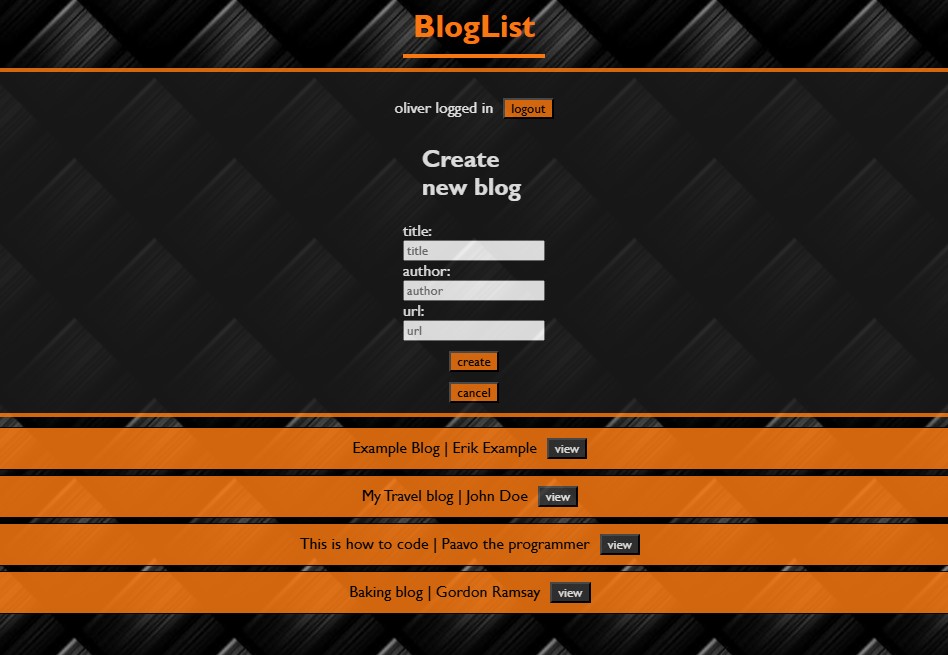 BlogList
oliver logged in logout
Create
new blog
title:
title
author:
author
url:
url
create
cancel
Example Blog | Erik Example view
My Travel blog | John Doe view
This is how to code | Paavo the programmer view
Baking blog | Gordon Ramsay view